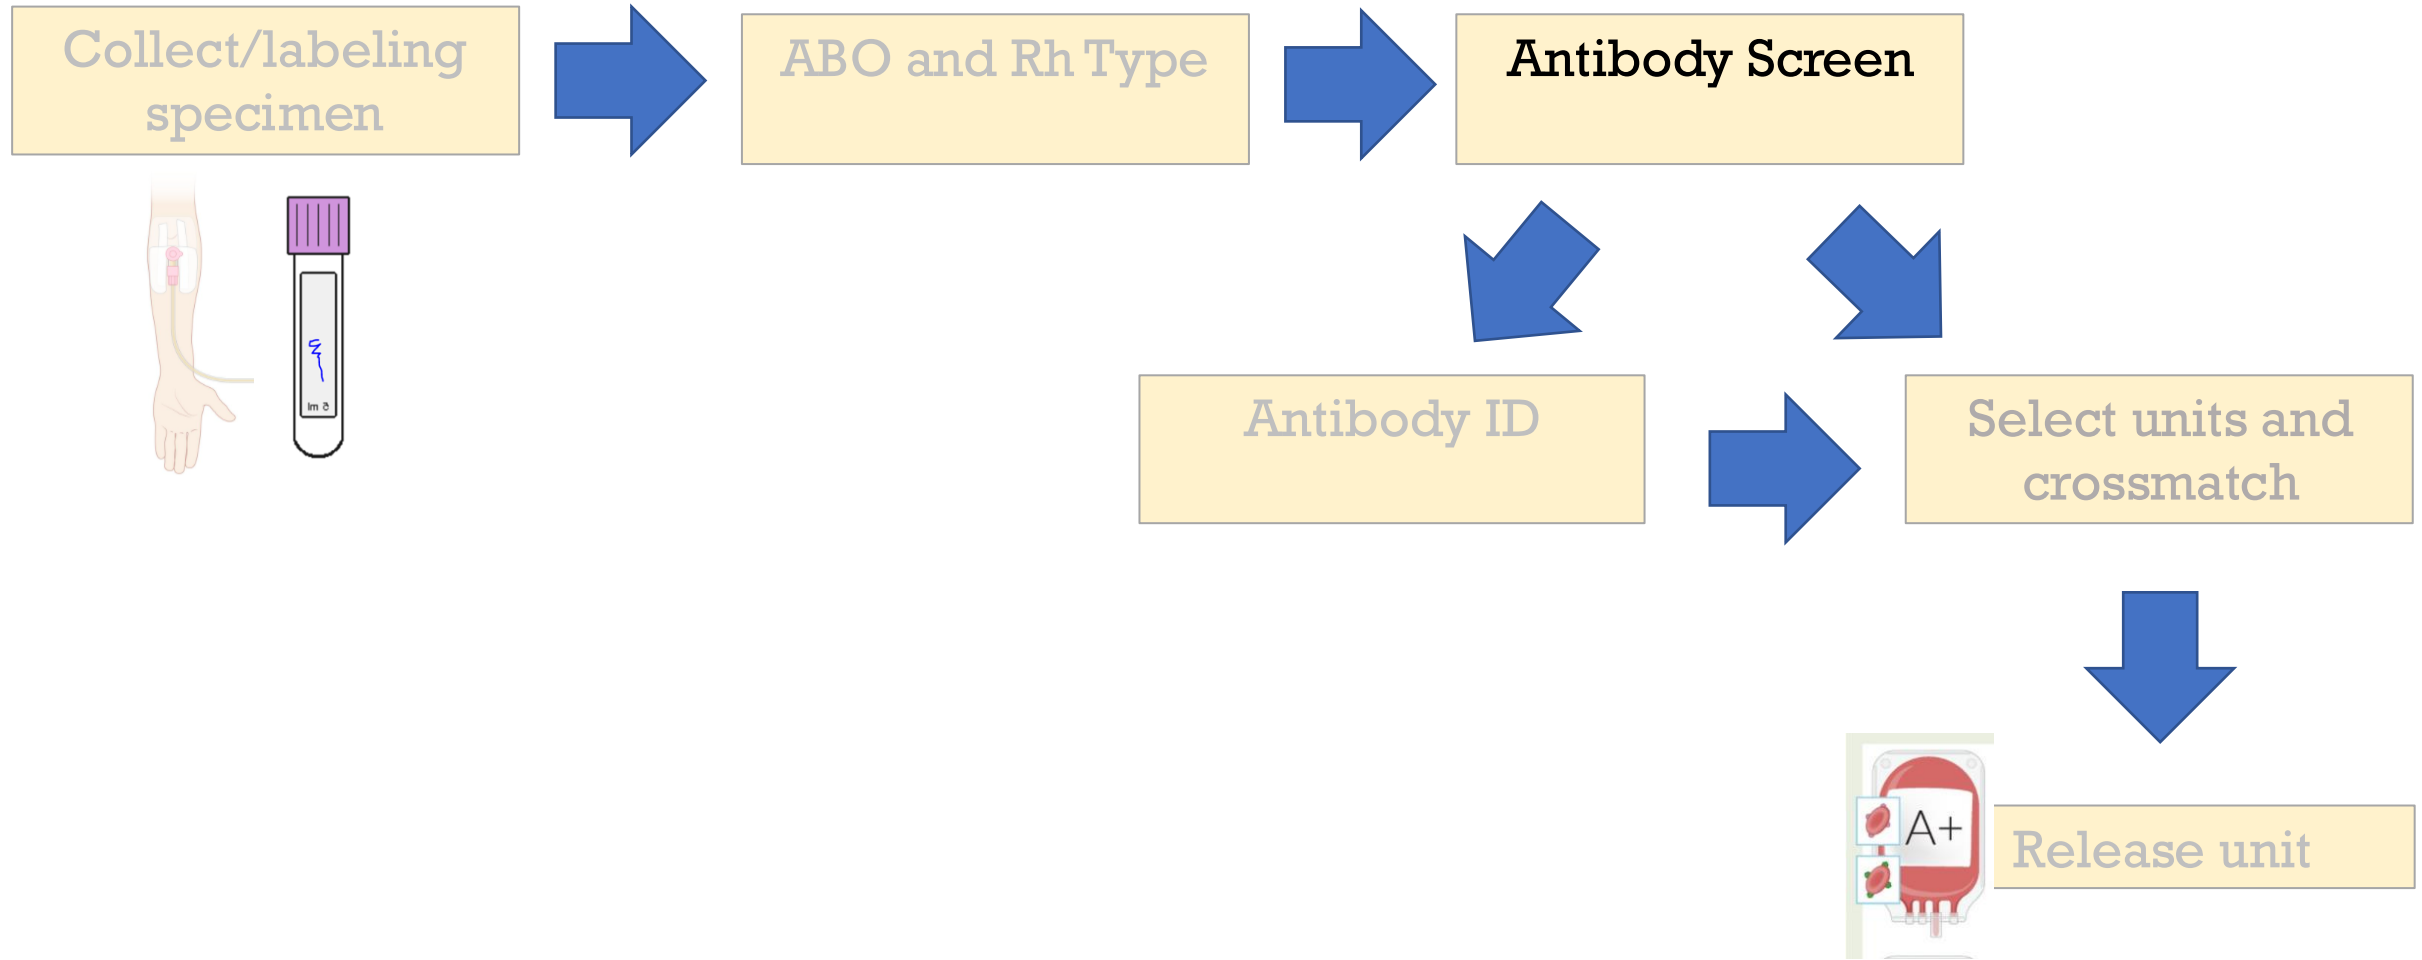 Collect/labeling
specimen
ABO and Rh Type
Antibody Screen
Antibody ID
Select units and
crossmatch
A+
Release unit